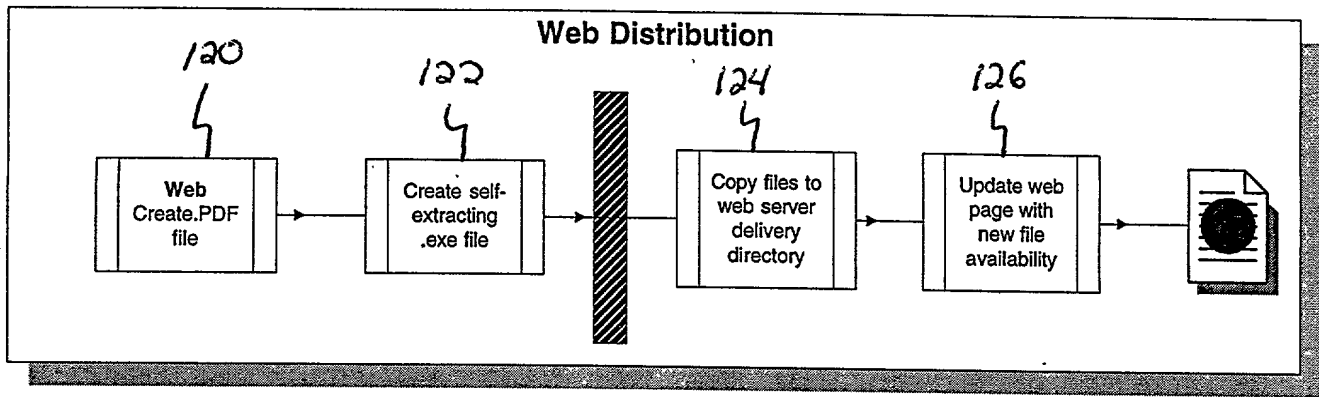 Web Distribution
120
122
124
126
Web
Create.PDF
file
Create self-
extracting
.exe file
Copy files to
web server
delivery
directory
Update web
page with
new file
availability